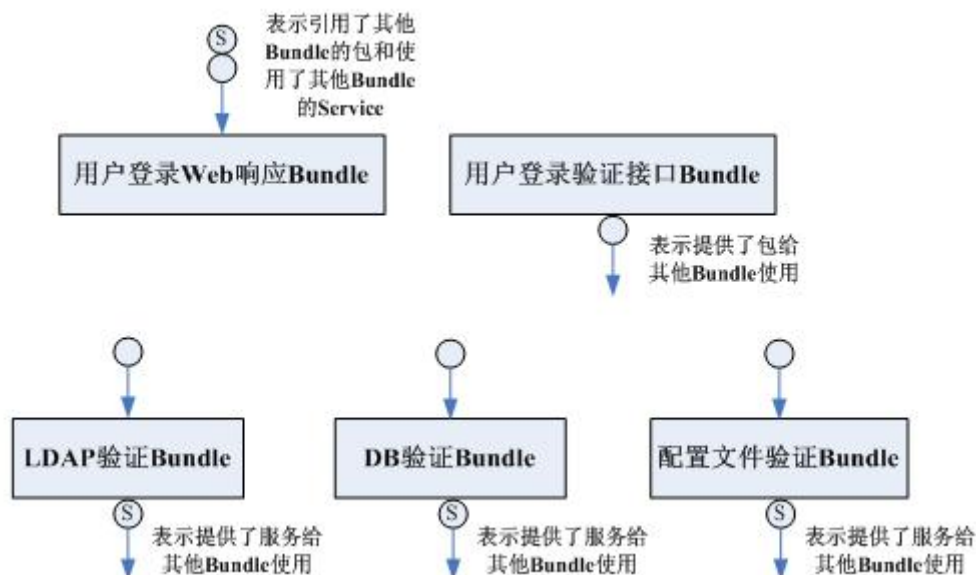 S
表示引用了其他
Bundle的包和使
用了其他Bundle
的Service
用户登录Web响应Bundle
用户登录验证接口Bundle
表示提供了包给
其他Bundle使用
LDAP验证Bundle
DB验证Bundle
配置文件验证Bundle
S
表示提供了服务给
其他Bundle使用
S
表示提供了服务给
其他Bundle使用
S
表示提供了服务给
其他Bundle使用